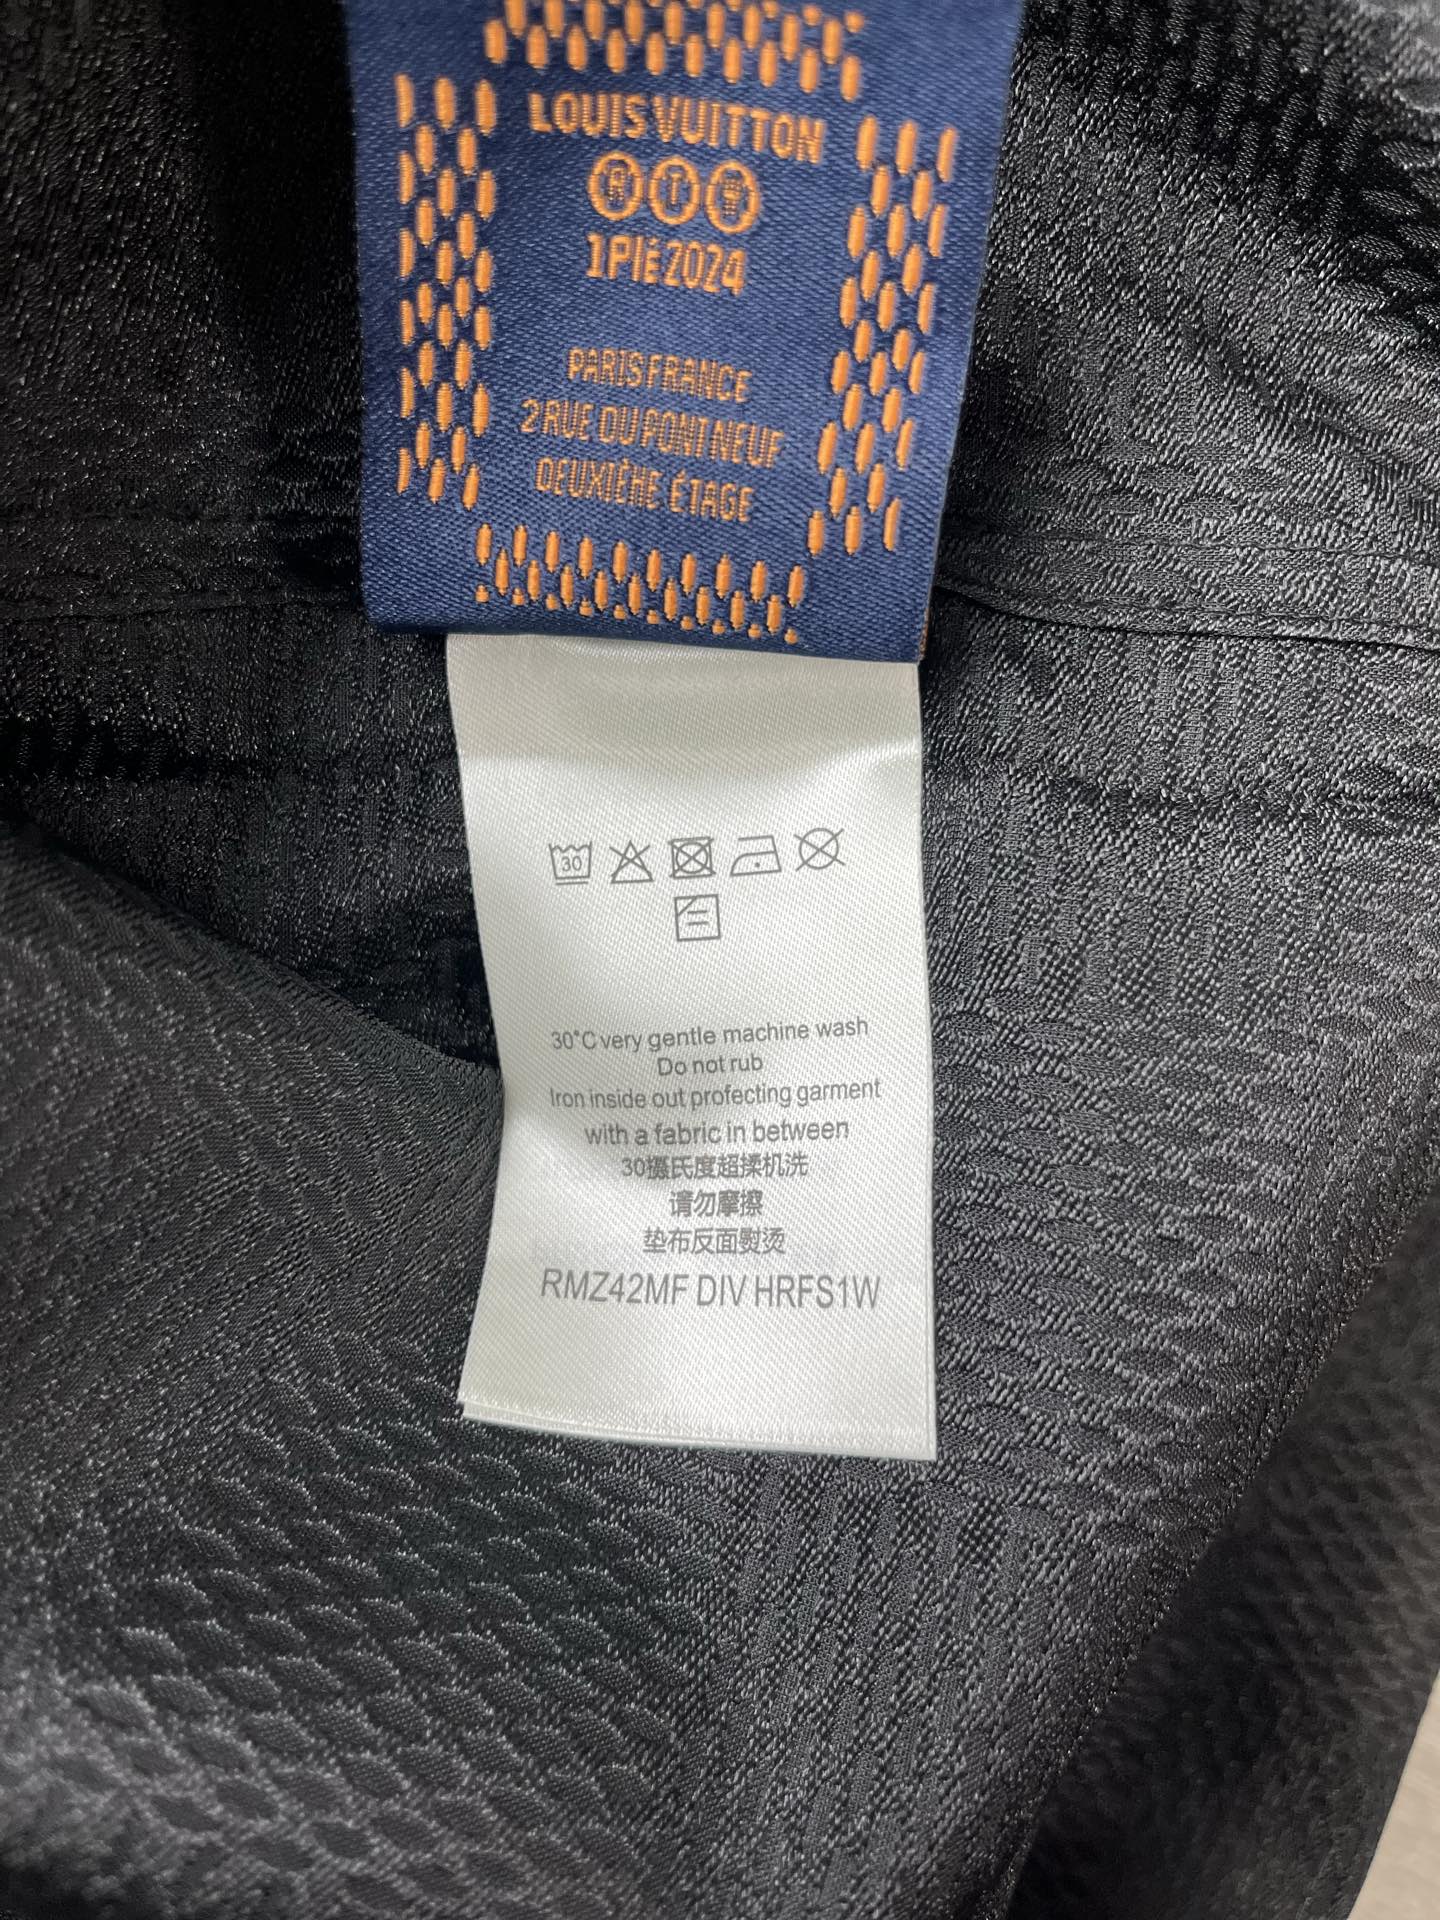 LOUIS VUITTON
R T W
1PIÉ2024
PARIS FRANCE
2 RUE DU PONT NEUF
DEUXIÈME ÉTAGE
30
30°C very gentle machine wash
Do not rub
Iron inside out profecting garment
with a fabric in between
30摄氏度超揉机洗
请勿摩擦
垫布反面熨烫
RMZ42MF DIV HRFS1W